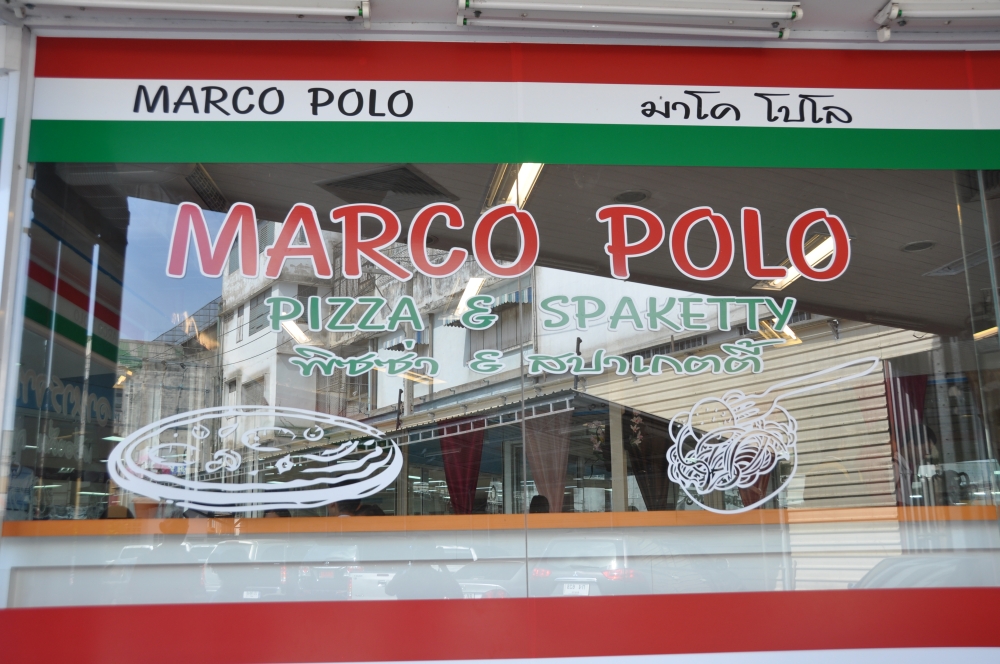 MARCO POLO มาโค โปโล
MARCO POLO
PIZZA & SPAKETTY
พิซซ่า & สปาเกตตี้